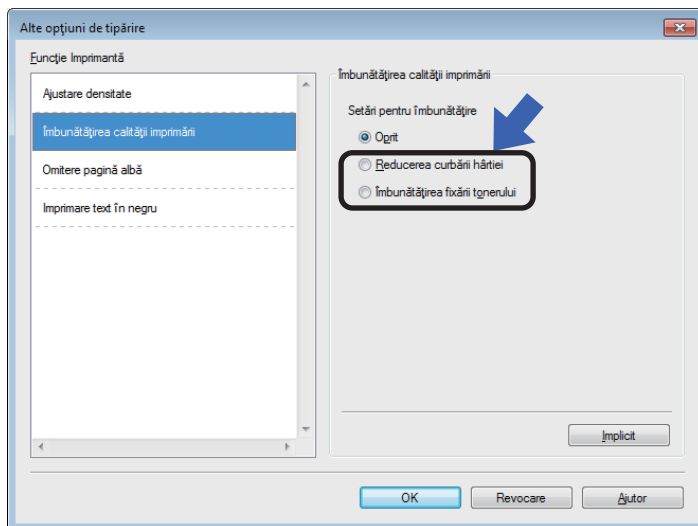 Alte opțiuni de tipărire
Funcție Imprimantă
Ajustare densitate
Îmbunătățirea calității imprimării
Omitere pagină albă
Imprimare text în negru
Îmbunătățirea calității imprimării
Setări pentru îmbunătățire
Oprit
Reducerea curbării hârtiei
Îmbunătățirea fixării tonerului
Implicit
OK
Revocare
Ajutor